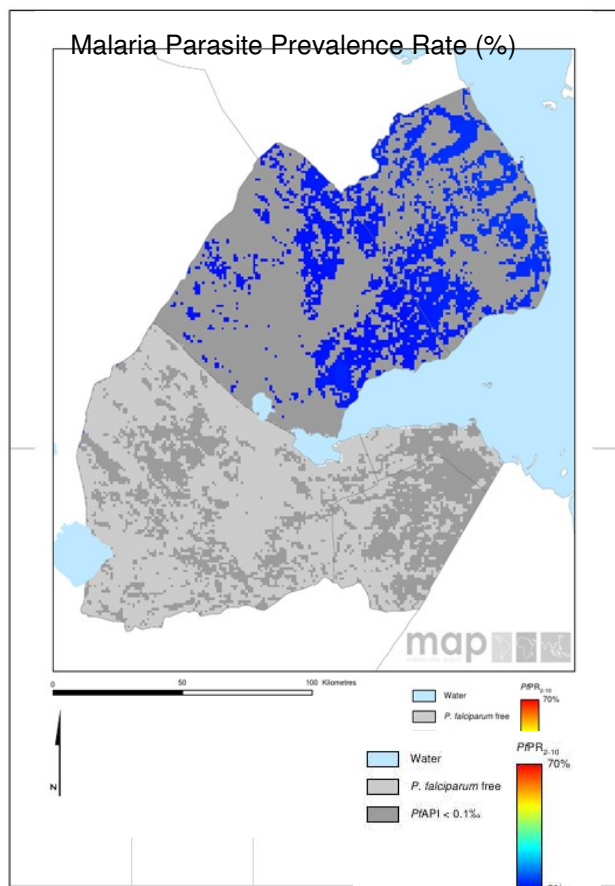 Malaria Parasite Prevalence Rate (%)
map
0 50 100 Kilometres
Water
P. falciparum free
PfPR2-10
70%
N
Water
P. falciparum free
PfAPI < 0.1‰
PfPR2-10
70%